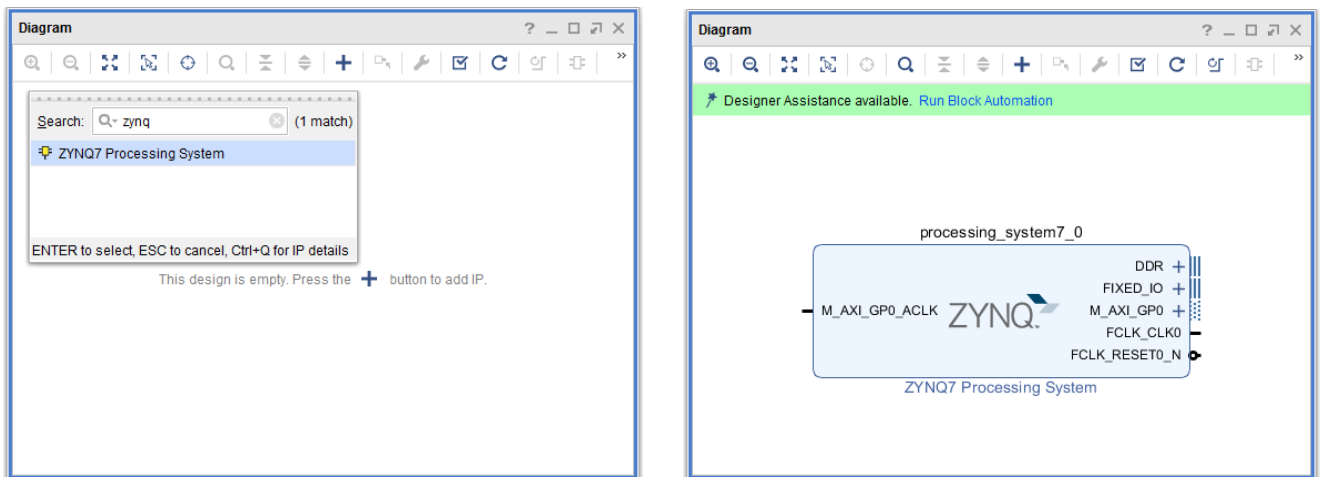 Diagram
Search: zynq (1 match)
ZYNQ7 Processing System
ENTER to select, ESC to cancel, Ctrl+Q for IP details
This design is empty. Press the + button to add IP.
Diagram
Designer Assistance available. Run Block Automation
processing_system7_0
DDR
FIXED_IO
M_AXI_GP0_ACLK ZYNQ. M_AXI_GP0
FCLK_CLK0
FCLK_RESET0_N
ZYNQ7 Processing System